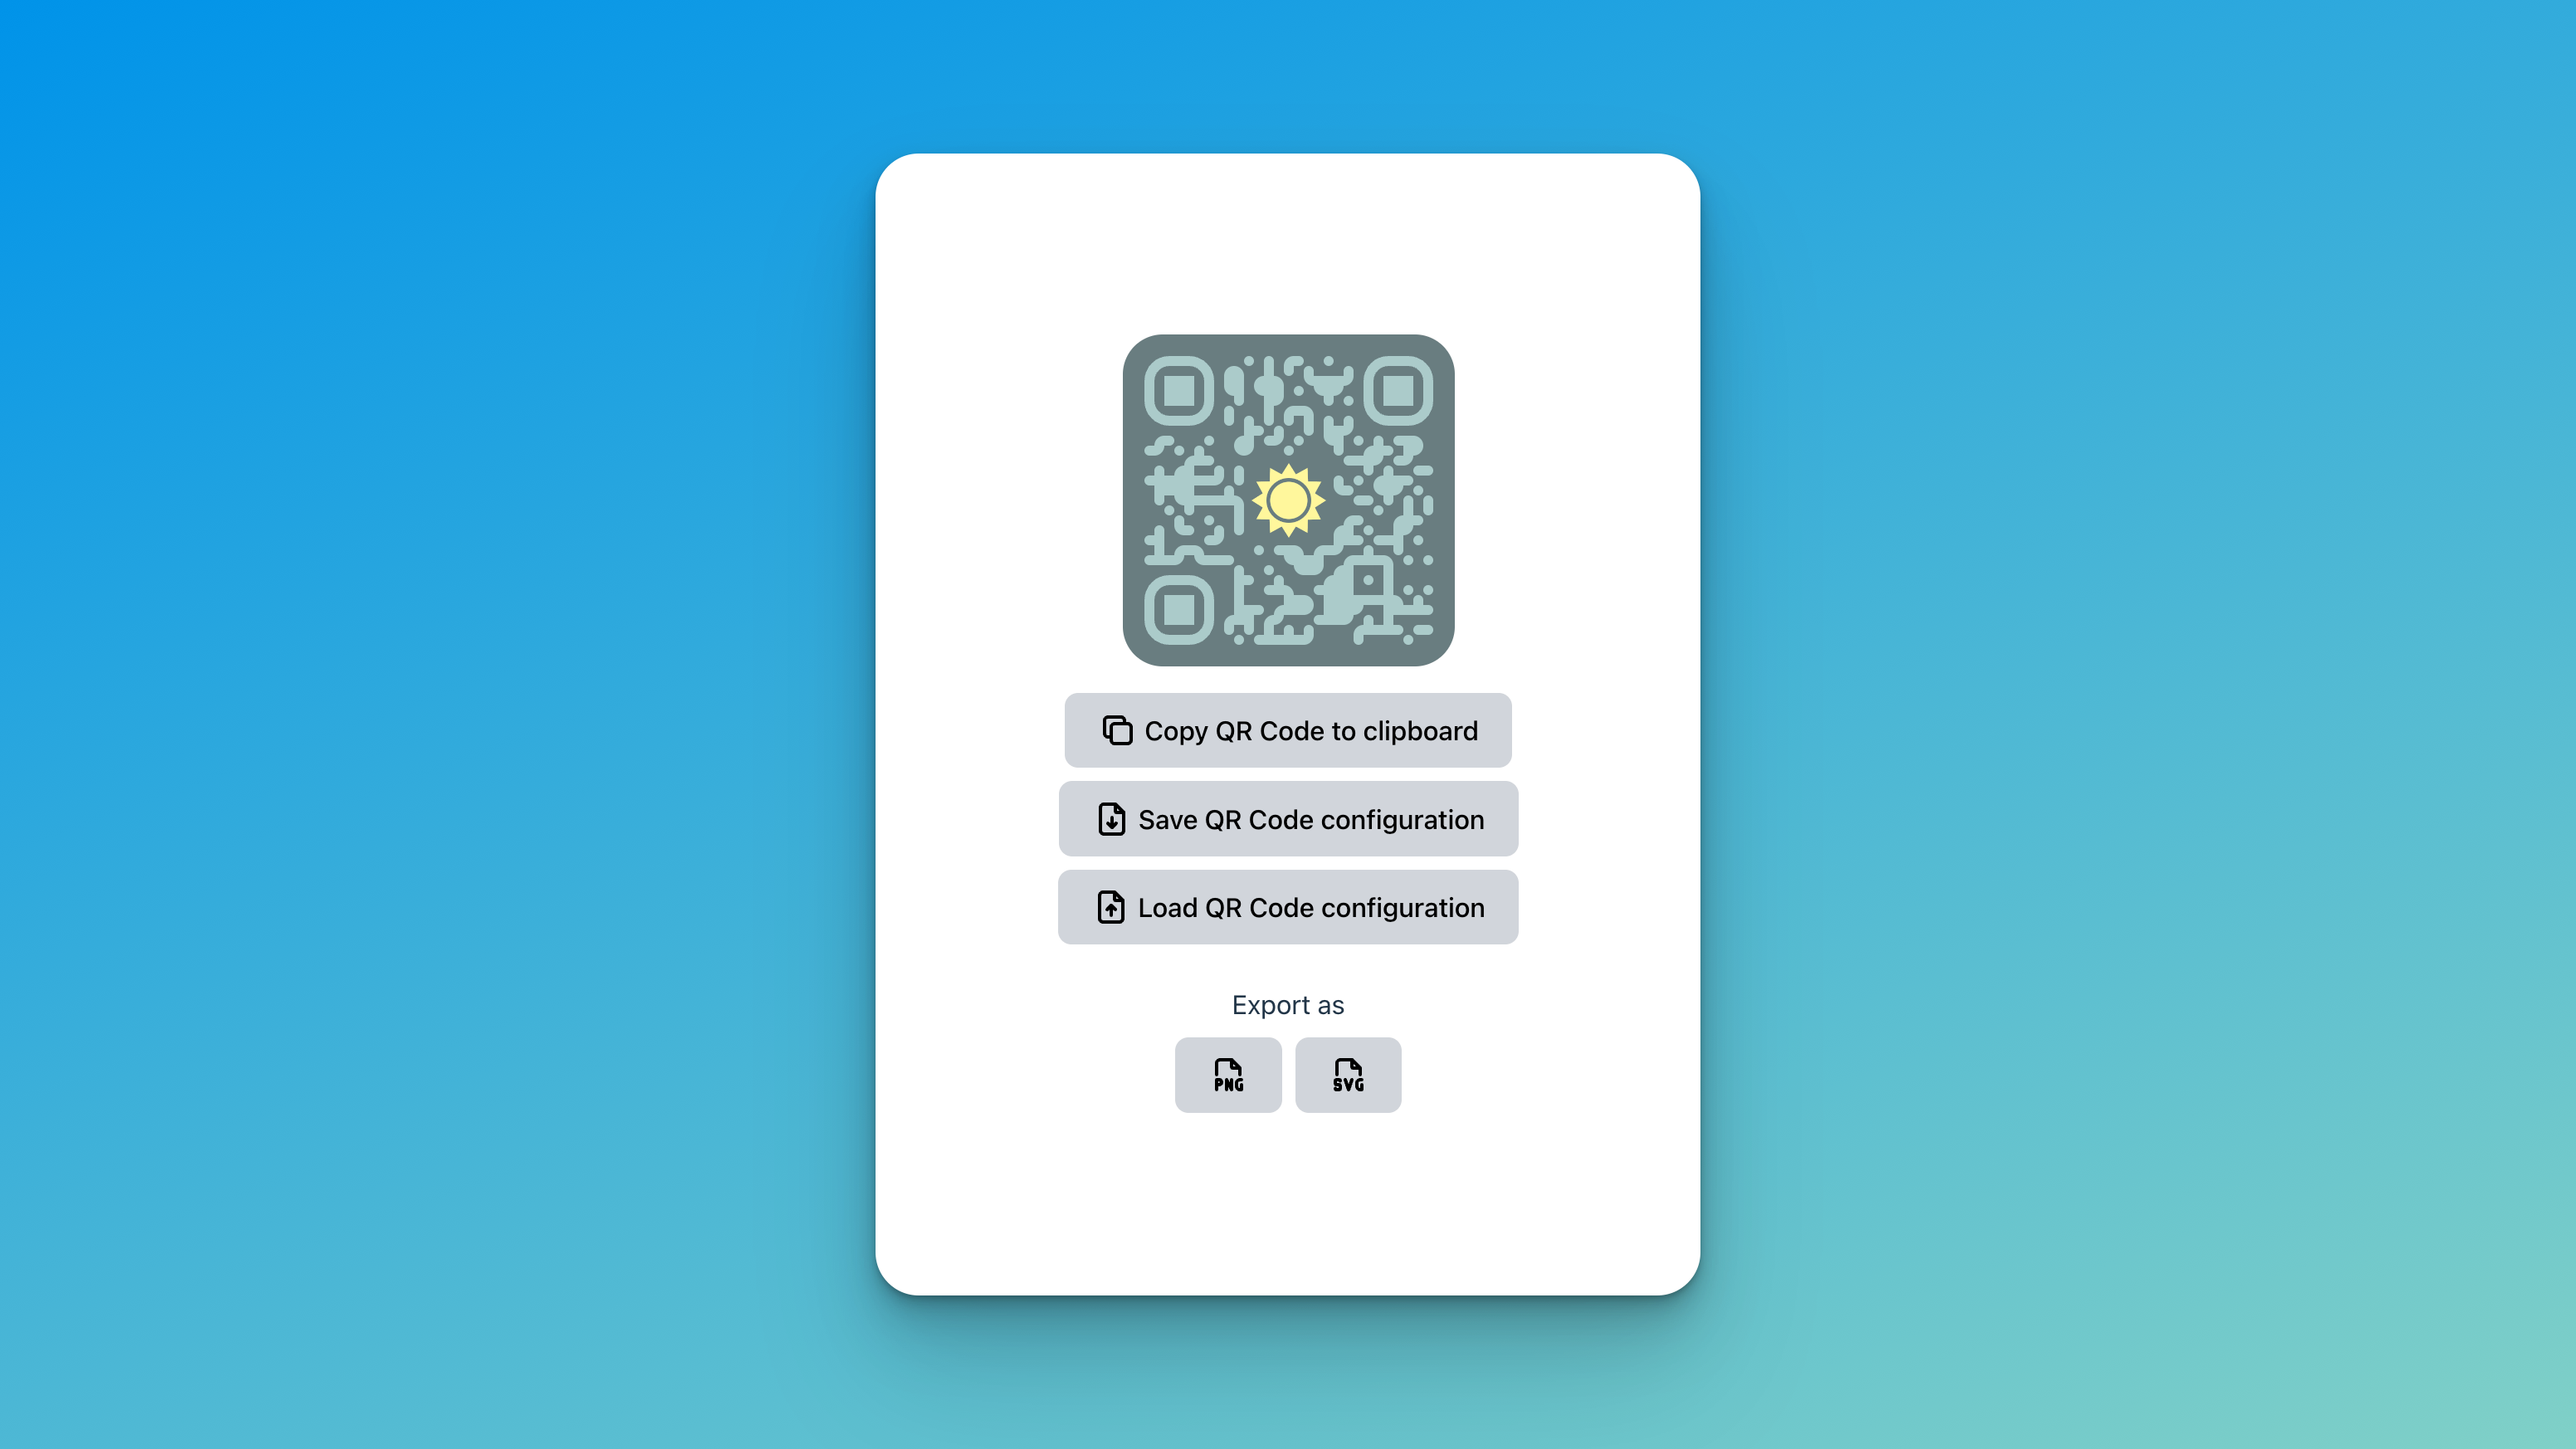 Copy QR Code to clipboard
Save QR Code configuration
Load QR Code configuration
Export as
PNG
SVG